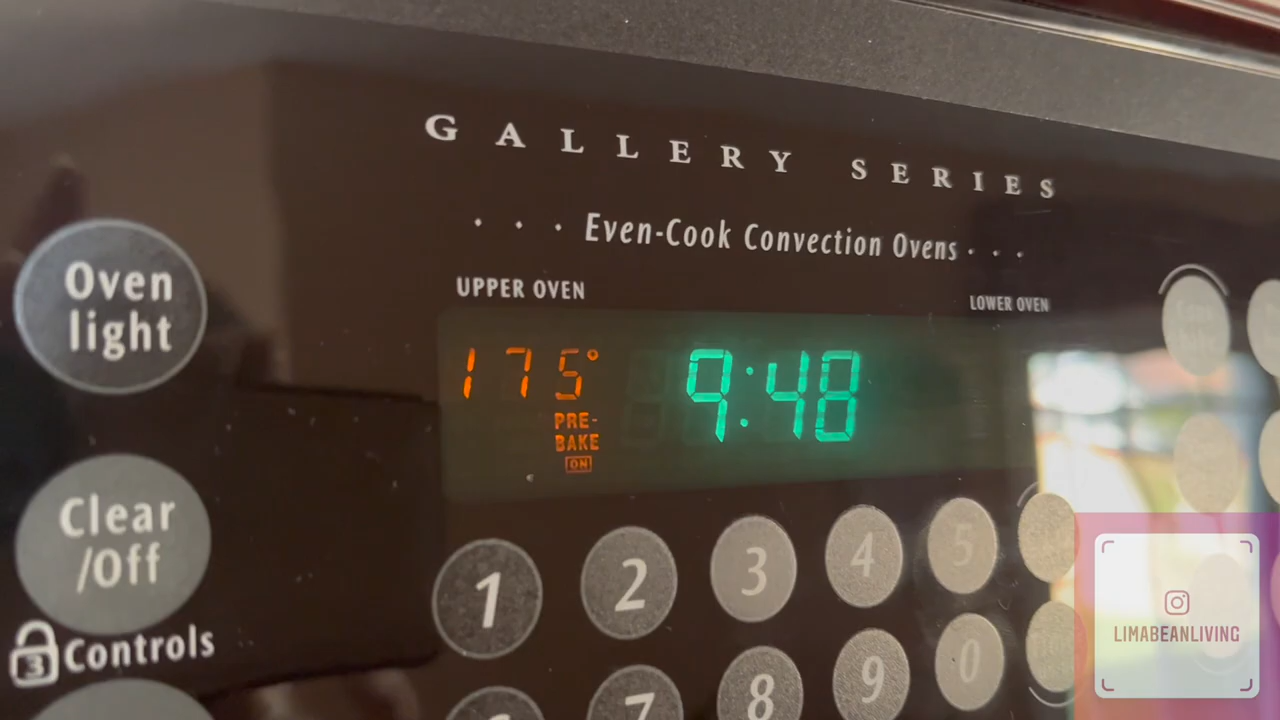 GALLERY SERIES
· · · Even-Cook Convection Ovens · · ·
UPPER OVEN
LOWER OVEN
175°
9:48
PRE-
BAKE
ON
Oven
light
Clear
/Off
3 Controls
1 2 3 4 5
7 8 9 0
LIMABEANLIVING